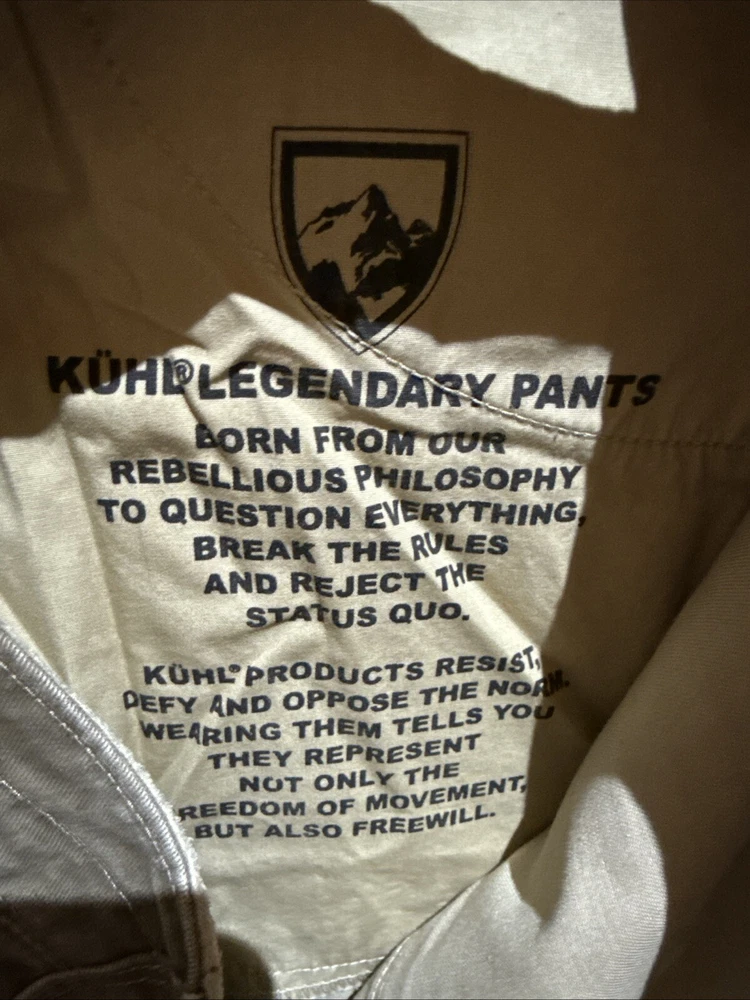 KÜHL® LEGENDARY PANTS
BORN FROM OUR
REBELLIOUS PHILOSOPHY
TO QUESTION EVERYTHING,
BREAK THE RULES
AND REJECT THE
STATUS QUO.
KÜHL® PRODUCTS RESIST,
DEFY AND OPPOSE THE NORM.
WEARING THEM TELLS YOU
THEY REPRESENT
NOT ONLY THE
FREEDOM OF MOVEMENT,
BUT ALSO FREEWILL.